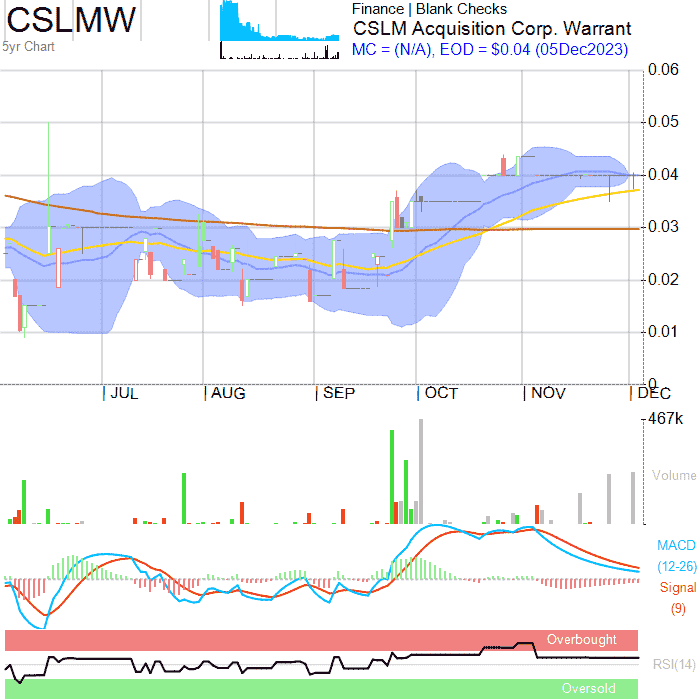 CSLMW
5yr Chart
Finance | Blank Checks
CSLM Acquisition Corp. Warrant
MC = (N/A), EOD = $0.04 (05Dec2023)
0.06
0.05
0.04
0.03
0.02
0.01
0
JUL
AUG
SEP
OCT
NOV
DEC
467k
Volume
MACD
(12-26)
Signal
(9)
Overbought
RSI(14)
Oversold